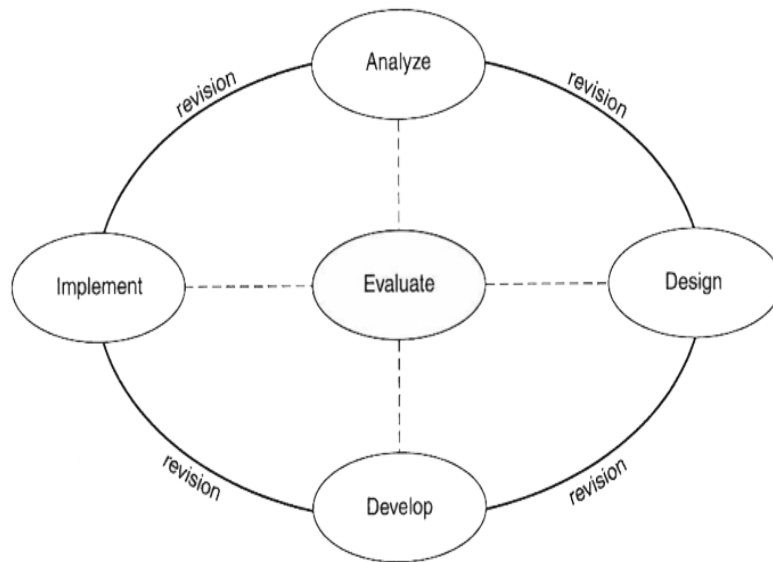 Analyze
revision
revision
Implement
Evaluate
Design
revision
revision
Develop